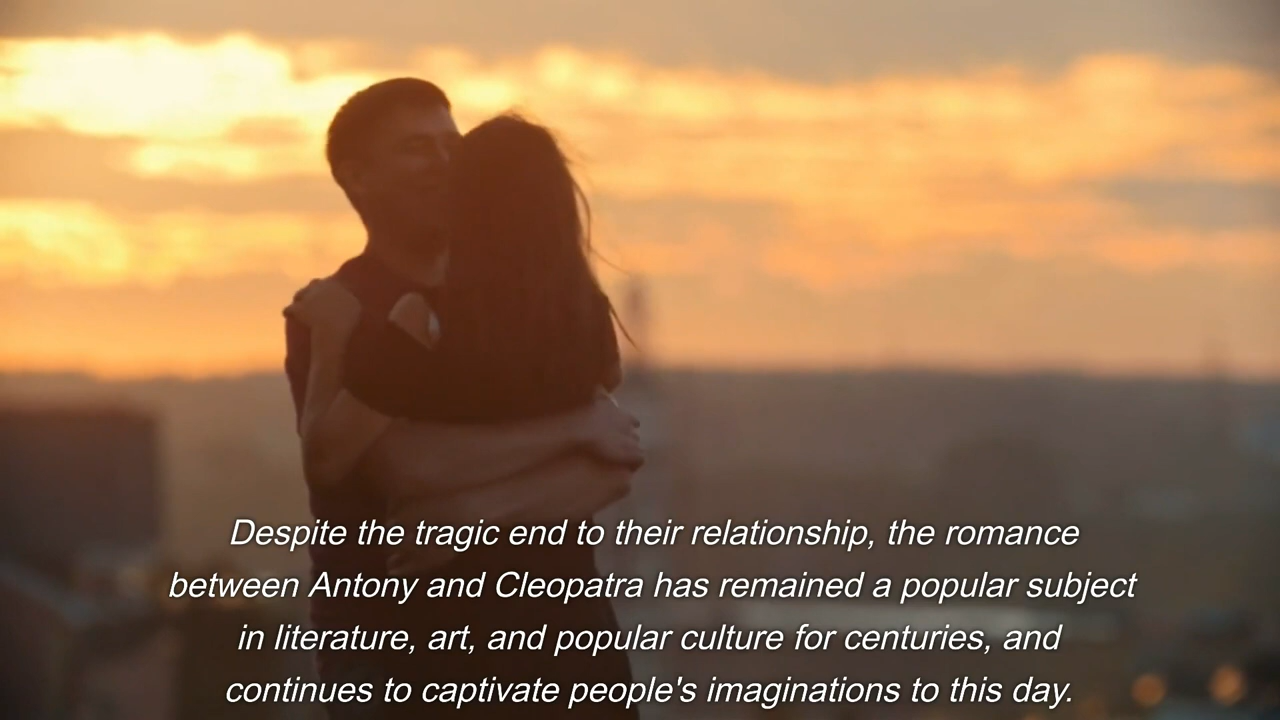 Despite the tragic end to their relationship, the romance
between Antony and Cleopatra has remained a popular subject
in literature, art, and popular culture for centuries, and
continues to captivate people's imaginations to this day.